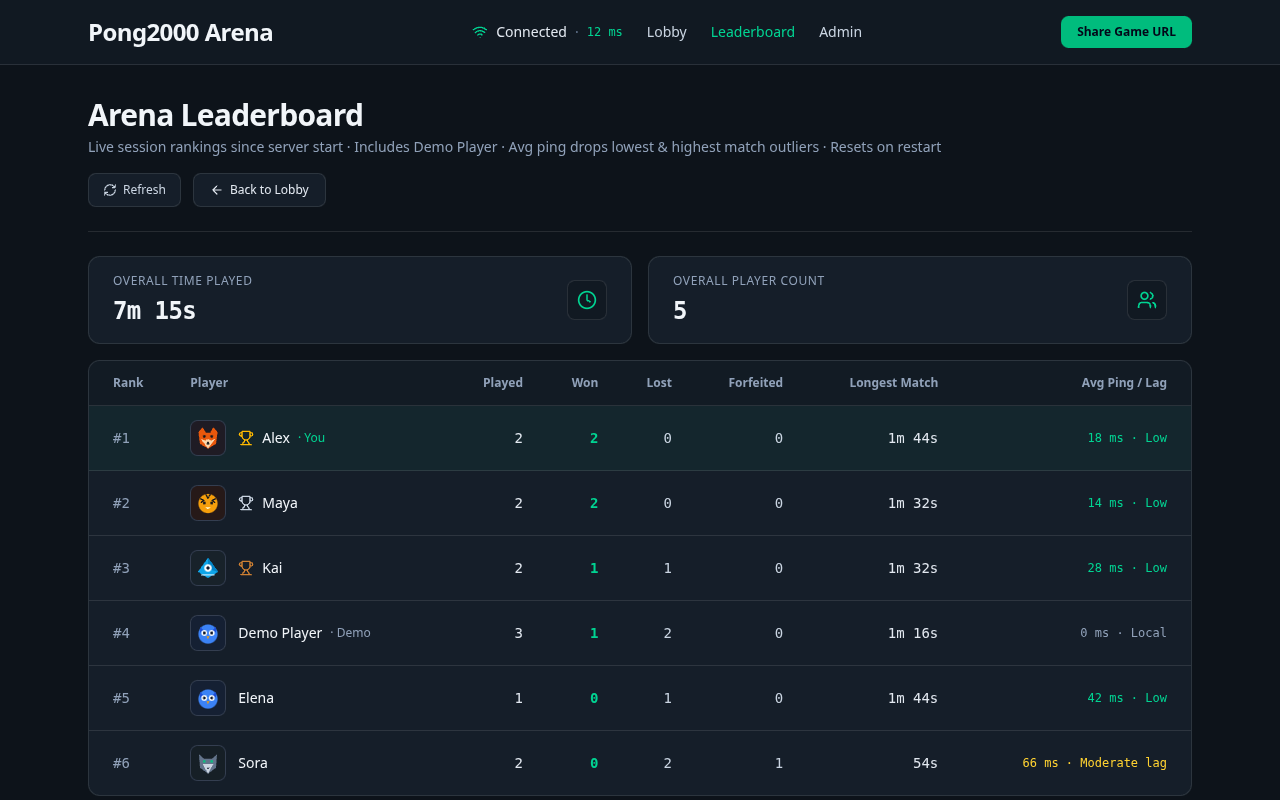 Pong2000 Arena
Connected · 12 ms Lobby Leaderboard Admin
Share Game URL
Arena Leaderboard
Live session rankings since server start · Includes Demo Player · Avg ping drops lowest & highest match outliers · Resets on restart
Refresh Back to Lobby
OVERALL TIME PLAYED
7m 15s
OVERALL PLAYER COUNT
5
Rank Player Played Won Lost Forfeited Longest Match Avg Ping / Lag
#1 Alex · You 2 2 0 0 1m 44s 18 ms · Low
#2 Maya 2 2 0 0 1m 32s 14 ms · Low
#3 Kai 2 1 1 0 1m 32s 28 ms · Low
#4 Demo Player · Demo 3 1 2 0 1m 16s 0 ms · Local
#5 Elena 1 0 1 0 1m 44s 42 ms · Low
#6 Sora 2 0 2 1 54s 66 ms · Moderate lag